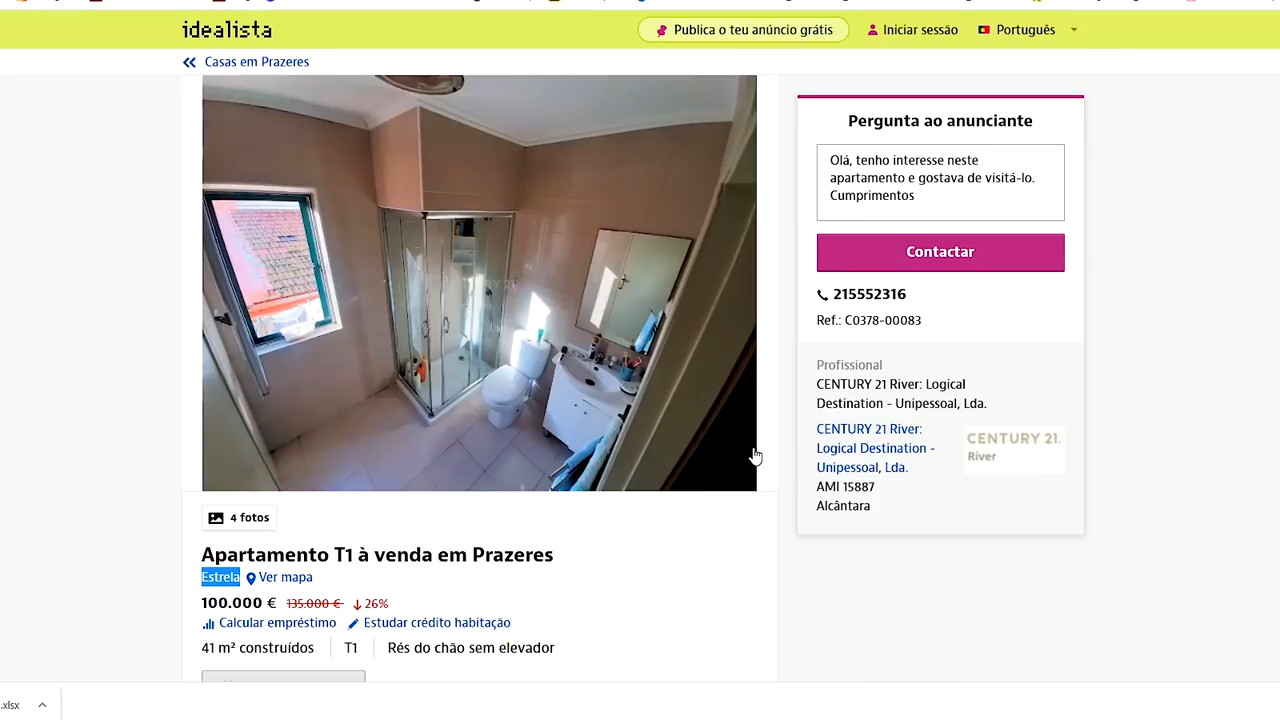 idealista
Publica o teu anúncio grátis
Iniciar sessão
Português
Casas em Prazeres
Pergunta ao anunciante
Olá, tenho interesse neste
apartamento e gostava de visitá-lo.
Cumprimentos
Contactar
215552316
Ref.: C0378-00083
Profissional
CENTURY 21 River: Logical
Destination - Unipessoal, Lda.
CENTURY 21 River:
Logical Destination -
Unipessoal, Lda.
CENTURY 21.
River
AMI 15887
Alcântara
4 fotos
Apartamento T1 à venda em Prazeres
Estrela Ver mapa
100.000 € 135.000 € 26%
Calcular empréstimo Estudar crédito habitação
41 m² construídos T1 Rés do chão sem elevador
.xlsx